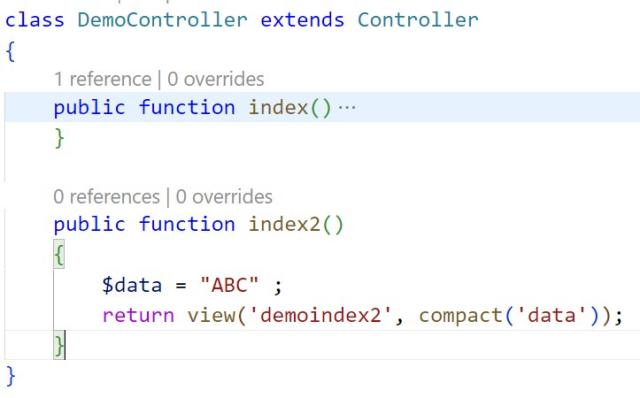 class DemoController extends Controller
{
1 reference | 0 overrides
public function index() ···
}
0 references | 0 overrides
public function index2()
{
$data = "ABC" ;
return view('demoindex2', compact('data'));
}
}